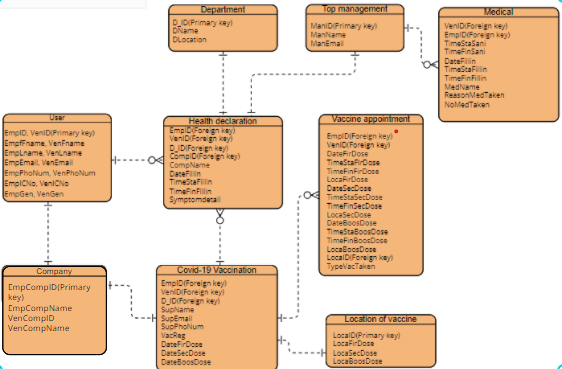 Department
D_ID(Primary key)
DName
DLocation
Top management
ManID(Primary key)
ManName
ManEmail
Medical
VenID(Foreign key)
EmpID(Foreign key)
TimeStaSani
TimeFinSani
DateFillin
TimeStaFillin
TimeFinFillin
MedName
ReasonMedTaken
NoMedTaken
User
EmpID, VenID(Primary key)
EmpfFname, VenFname
EmpLname, VenLname
EmpEmail, VenEmail
EmpPhoNum, VenPhoNum
EmpICNo, VenICNo
EmpGen, VenGen
Health declaration
EmpID(Foreign key)
VenID(Foreign key)
D_ID(Foreign key)
CompID(Foreign key)
CompName
DateFillin
TimeStaFillin
TimeFinFillin
Symptomdetail
Vaccine appointment
EmpID(Foreign key)
VenID(Foreign key)
DateFirDose
TimeStaFirDose
TimeFinFirDose
LocaFirDose
DateSecDose
TimeStaSecDose
TimeFinSecDose
LocaSecDose
DateBoosDose
TimeStaBoosDose
TimeFinBoosDose
LocaBoosDose
LocaID(Foreign key)
TypeVacTaken
Company
EmpCompID(Primary
key)
EmpCompName
VenCompID
VenCompName
Covid-19 Vaccination
EmpID(Foreign key)
VenID(Foreign key)
D_ID(Foreign key)
SupName
SupEmail
SupPhoNum
VacReg
DateFirDose
DateSecDose
DateBoosDose
Location of vaccine
LocaID(Primary key)
LocaFirDose
LocaSecDose
LocaBoosDose